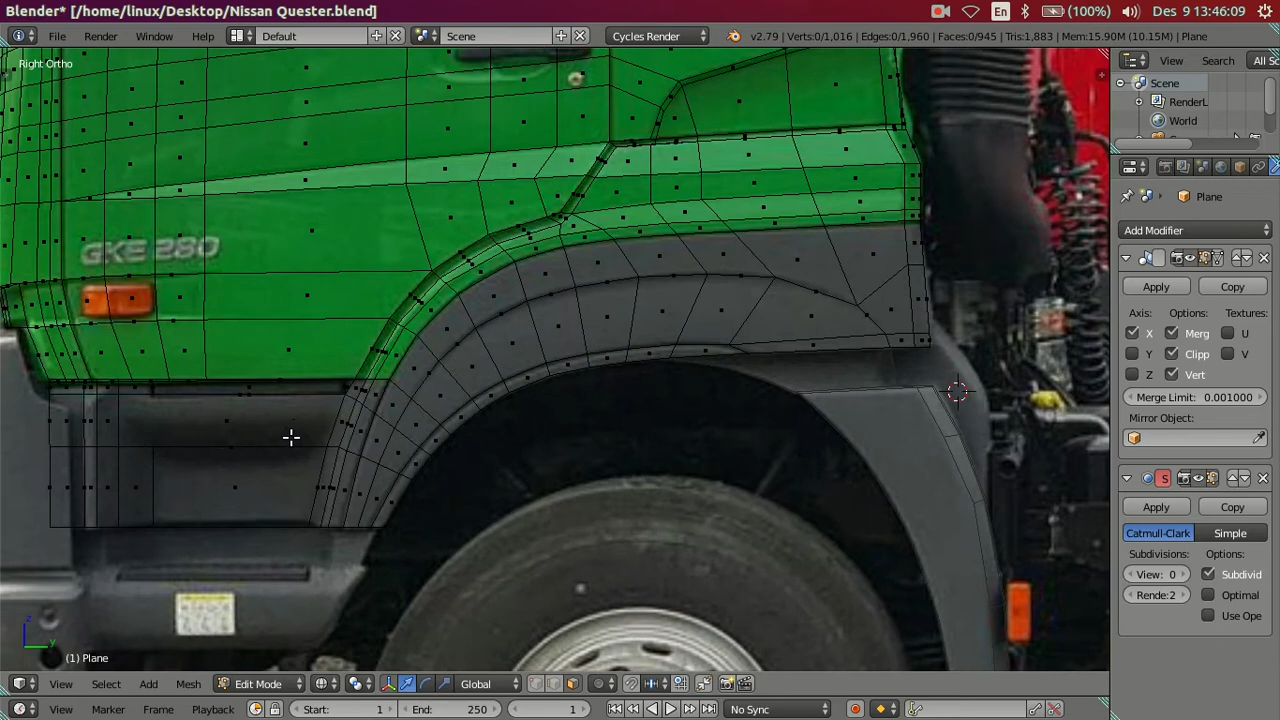 Blender* [/home/linux/Desktop/Nissan Quester.blend]
En (100%) Des 9 13:46:09
File Render Window Help Default Scene Cycles Render v2.79 | Verts:0/1,016 | Edges:0/1,960 | Faces:0/945 | Tris:1,883 | Mem:15.90M (10.15M) | Plane
Right Ortho
View Search All Sc
Scene
RenderL
World
Plane
Add Modifier
Apply Copy
Axis: Options: Textures:
X Merg U
Y Clipp V
Z Vert
Merge Limit: 0.001000
Mirror Object:
S
Apply Copy
Catmull-Clark Simple
Subdivisions: Options:
View: 0 Subdivid
Rende:2 Optimal
Use Ope
GKE 280
z
y
(1) Plane
View Select Add Mesh Edit Mode Global
View Marker Frame Playback Start: 1 End: 250 1 No Sync